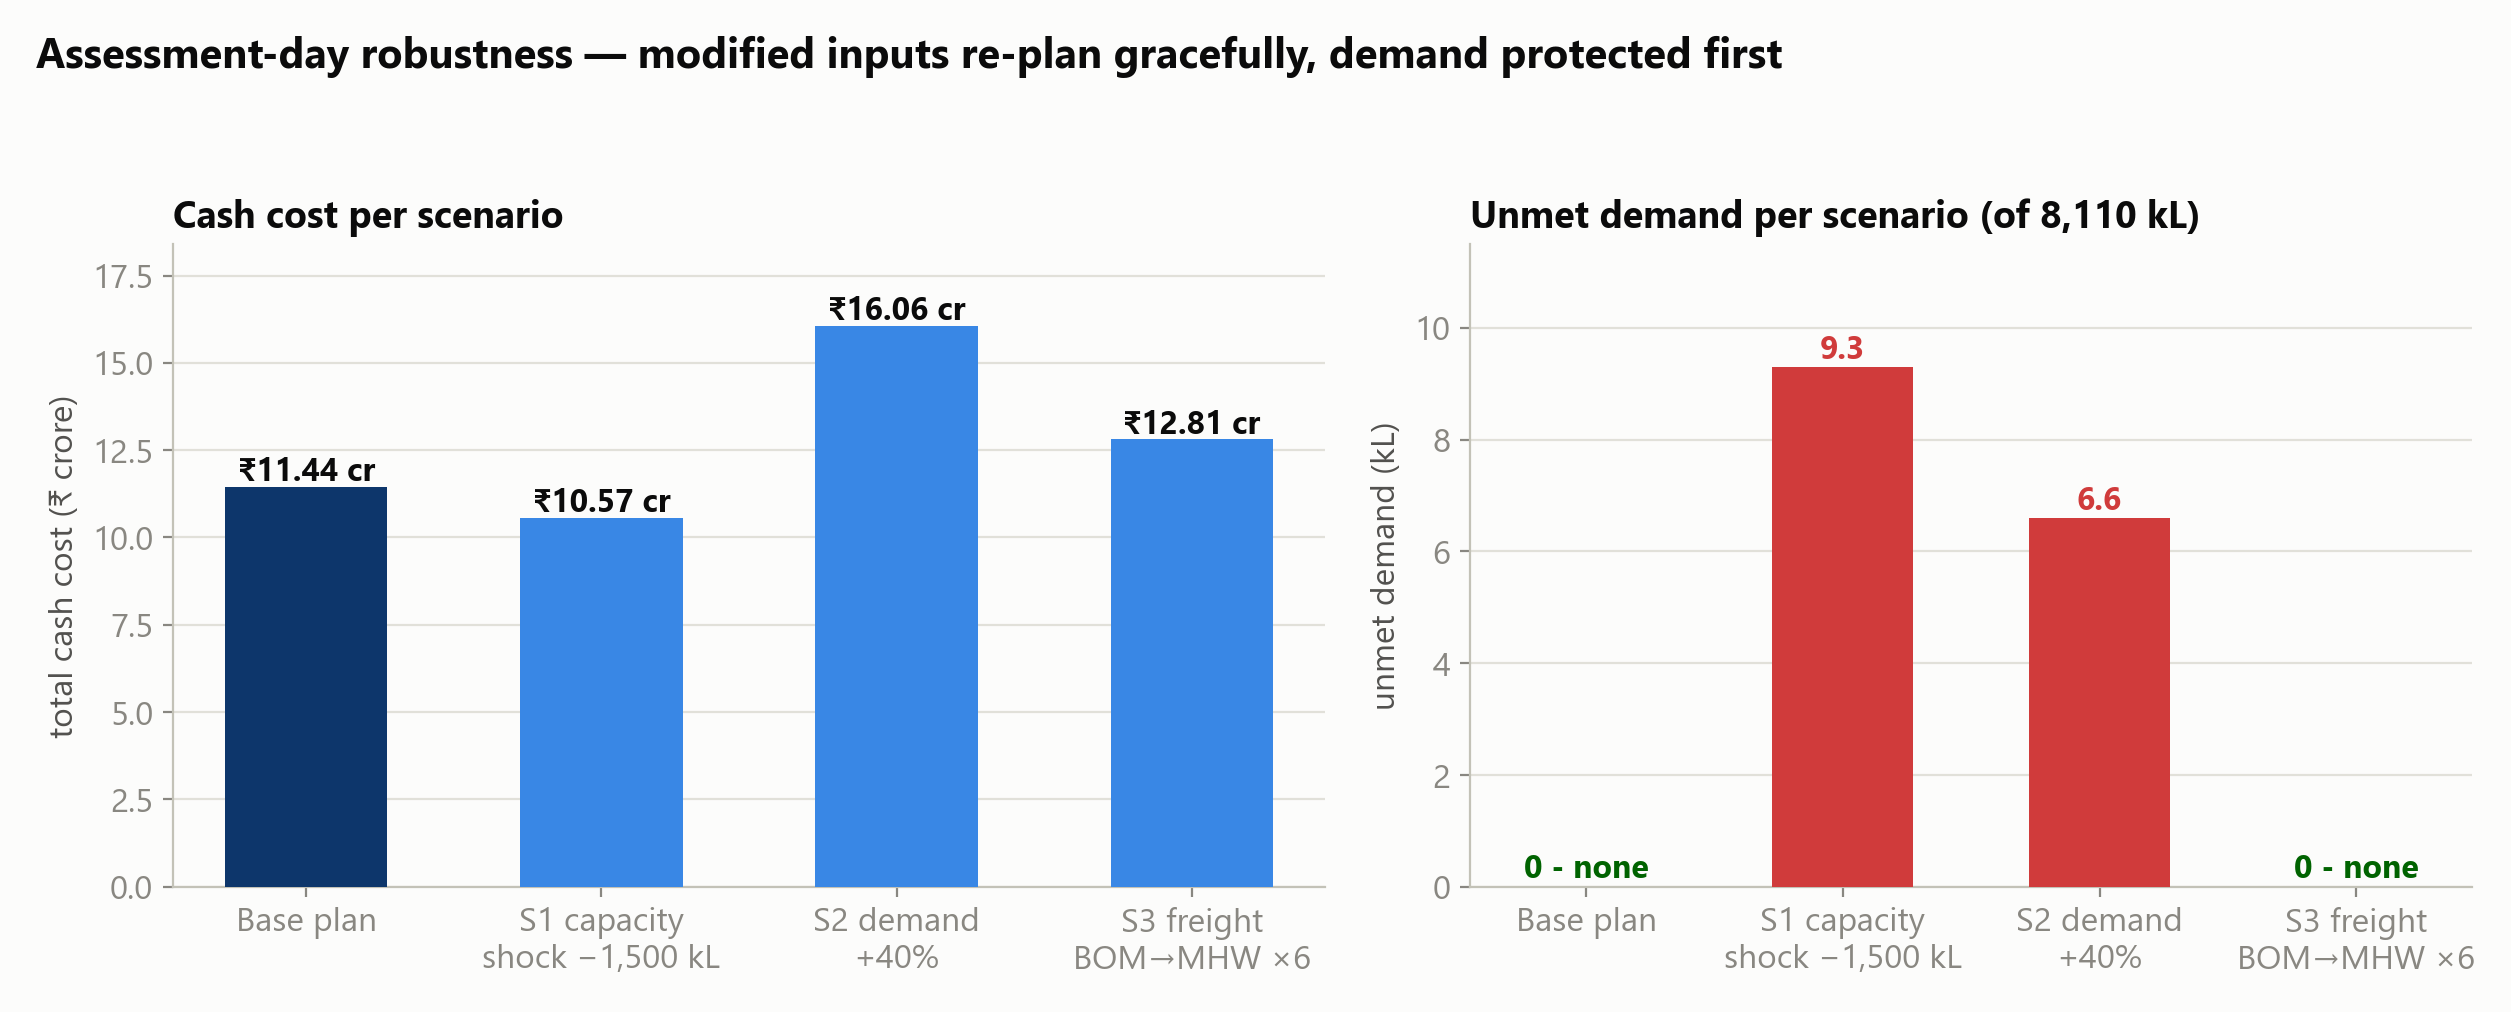 Assessment-day robustness — modified inputs re-plan gracefully, demand protected first
Cash cost per scenario
total cash cost (₹ crore)
17.5
15.0
12.5
10.0
7.5
5.0
2.5
0.0
₹11.44 cr
₹10.57 cr
₹16.06 cr
₹12.81 cr
Base plan
S1 capacity
shock −1,500 kL
S2 demand
+40%
S3 freight
BOM→MHW ×6
Unmet demand per scenario (of 8,110 kL)
unmet demand (kL)
10
8
6
4
2
0
0 - none
9.3
6.6
0 - none
Base plan
S1 capacity
shock −1,500 kL
S2 demand
+40%
S3 freight
BOM→MHW ×6